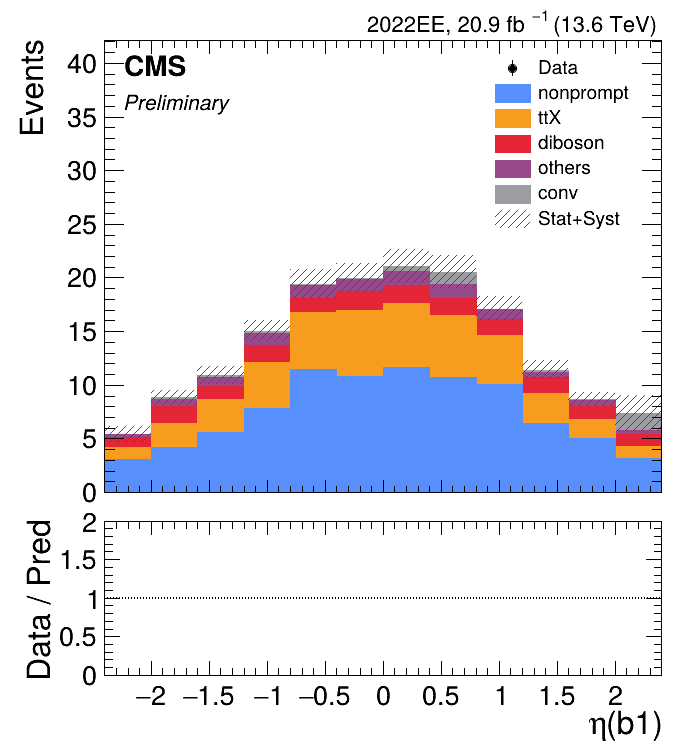 2022EE, 20.9 fb⁻¹ (13.6 TeV)
CMS
Preliminary
Events
40
35
30
25
20
15
10
5
0
Data
nonprompt
ttX
diboson
others
conv
Stat+Syst
Data / Pred
2
1.5
1
0.5
0
−2 −1.5 −1 −0.5 0 0.5 1 1.5 2
η(b1)